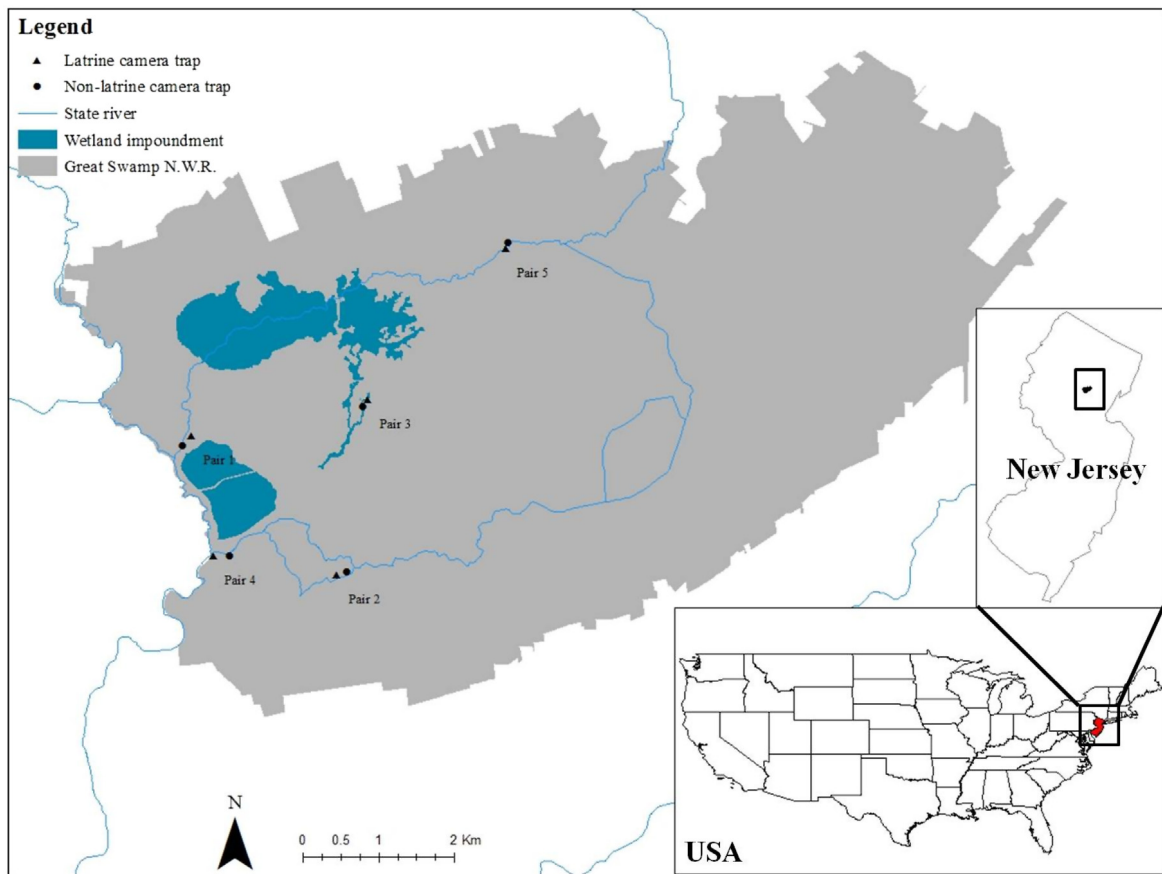 Legend
Latrine camera trap
Non-latrine camera trap
State river
Wetland impoundment
Great Swamp N.W.R.
Pair 5
Pair 3
Pair 1
Pair 4
Pair 2
New Jersey
N
0 0.5 1 2 Km
USA